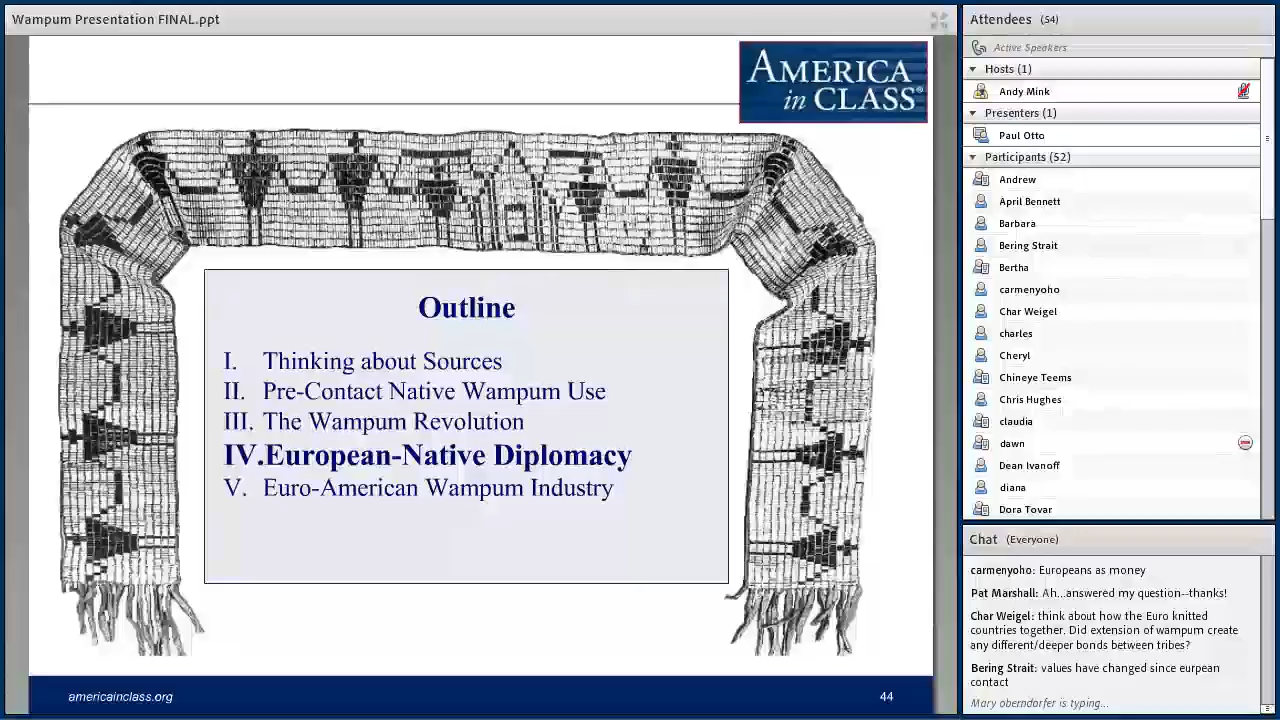 Wampum Presentation FINAL.ppt
AMERICA
in CLASS®
Outline
I. Thinking about Sources
II. Pre-Contact Native Wampum Use
III. The Wampum Revolution
IV.European-Native Diplomacy
V. Euro-American Wampum Industry
americainclass.org
44
Attendees (54)
Active Speakers
Hosts (1)
Andy Mink
Presenters (1)
Paul Otto
Participants (52)
Andrew
April Bennett
Barbara
Bering Strait
Bertha
carmenyoho
Char Weigel
charles
Cheryl
Chineye Teems
Chris Hughes
claudia
dawn
Dean Ivanoff
diana
Dora Tovar
Chat (Everyone)
carmenyoho: Europeans as money
Pat Marshall: Ah...answered my question--thanks!
Char Weigel: think about how the Euro knitted
countries together. Did extension of wampum create
any different/deeper bonds between tribes?
Bering Strait: values have changed since eurpean
contact
Mary oberndorfer is typing...